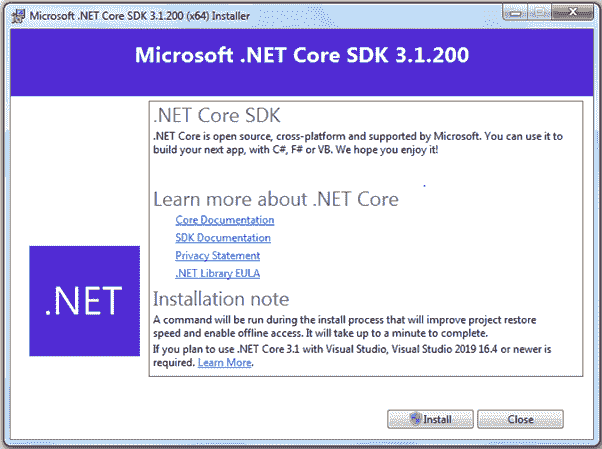 Microsoft .NET Core SDK 3.1.200 (x64) Installer
Microsoft .NET Core SDK 3.1.200
.NET Core SDK
.NET Core is open source, cross-platform and supported by Microsoft. You can use it to
build your next app, with C#, F# or VB. We hope you enjoy it!
Learn more about .NET Core
Core Documentation
SDK Documentation
Privacy Statement
.NET Library EULA
.NET
Installation note
A command will be run during the install process that will improve project restore
speed and enable offline access. It will take up to a minute to complete.
If you plan to use .NET Core 3.1 with Visual Studio, Visual Studio 2019 16.4 or newer is
required. Learn More.
Install
Close